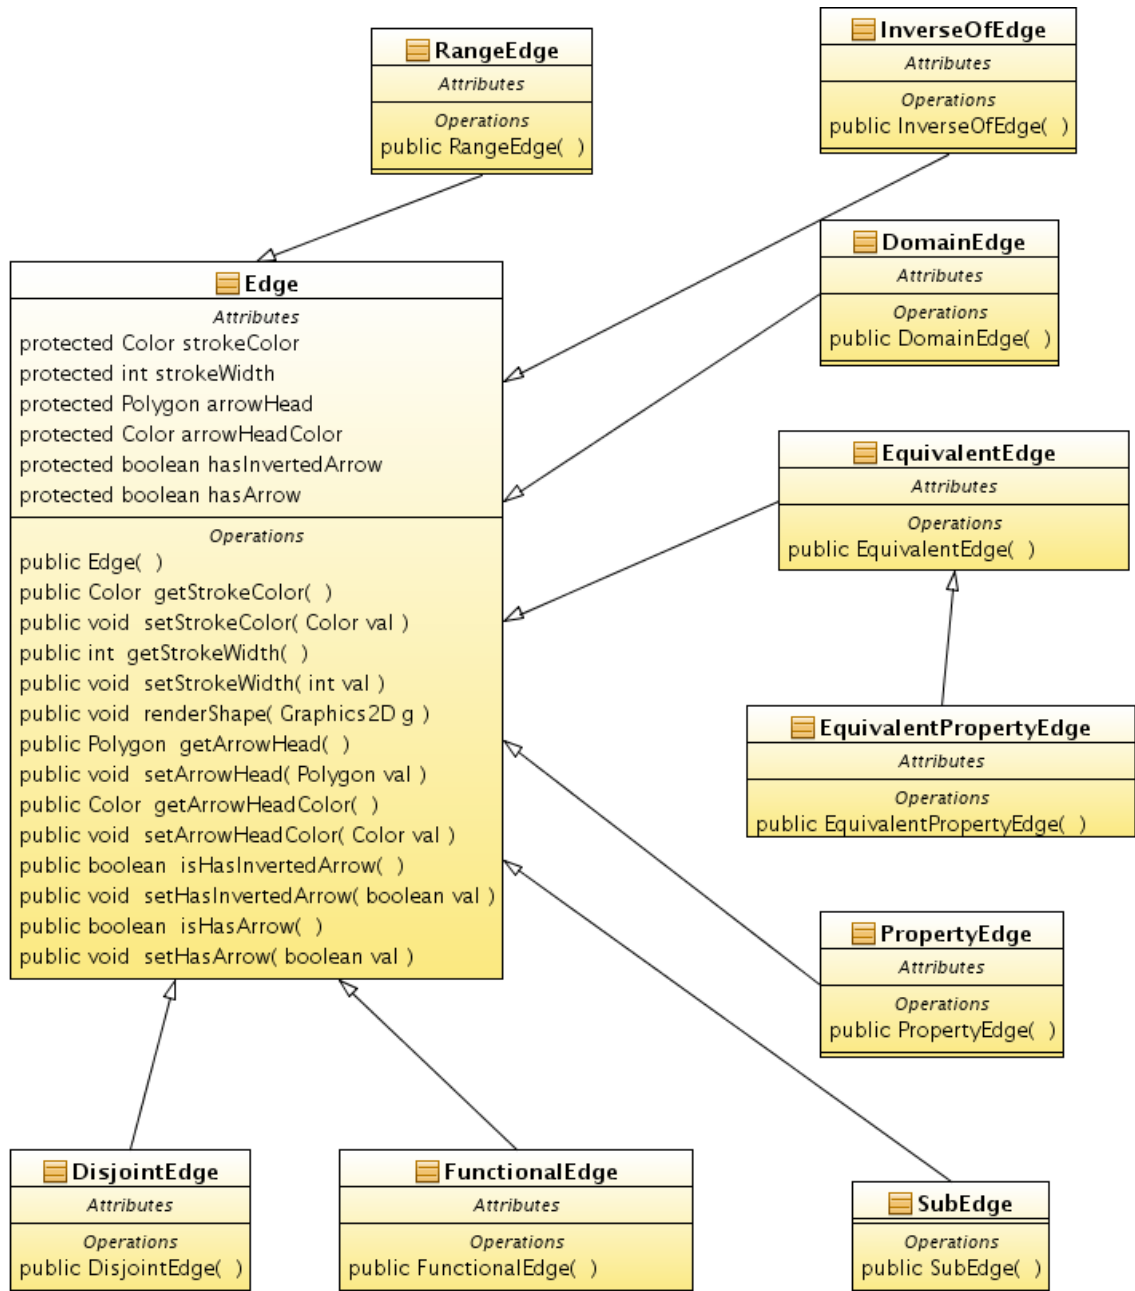 RangeEdge
Attributes
Operations
public RangeEdge(  )
InverseOfEdge
Attributes
Operations
public InverseOfEdge(  )
DomainEdge
Attributes
Operations
public DomainEdge(  )
Edge
Attributes
protected Color strokeColor
protected int strokeWidth
protected Polygon arrowHead
protected Color arrowHeadColor
protected boolean hasInvertedArrow
protected boolean hasArrow
Operations
public Edge(  )
public Color  getStrokeColor(  )
public void  setStrokeColor( Color val )
public int  getStrokeWidth(  )
public void  setStrokeWidth( int val )
public void  renderShape( Graphics2D g )
public Polygon  getArrowHead(  )
public void  setArrowHead( Polygon val )
public Color  getArrowHeadColor(  )
public void  setArrowHeadColor( Color val )
public boolean  isHasInvertedArrow(  )
public void  setHasInvertedArrow( boolean val )
public boolean  isHasArrow(  )
public void  setHasArrow( boolean val )
EquivalentEdge
Attributes
Operations
public EquivalentEdge(  )
EquivalentPropertyEdge
Attributes
Operations
public EquivalentPropertyEdge(  )
PropertyEdge
Attributes
Operations
public PropertyEdge(  )
DisjointEdge
Attributes
Operations
public DisjointEdge(  )
FunctionalEdge
Attributes
Operations
public FunctionalEdge(  )
SubEdge
Operations
public SubEdge(  )